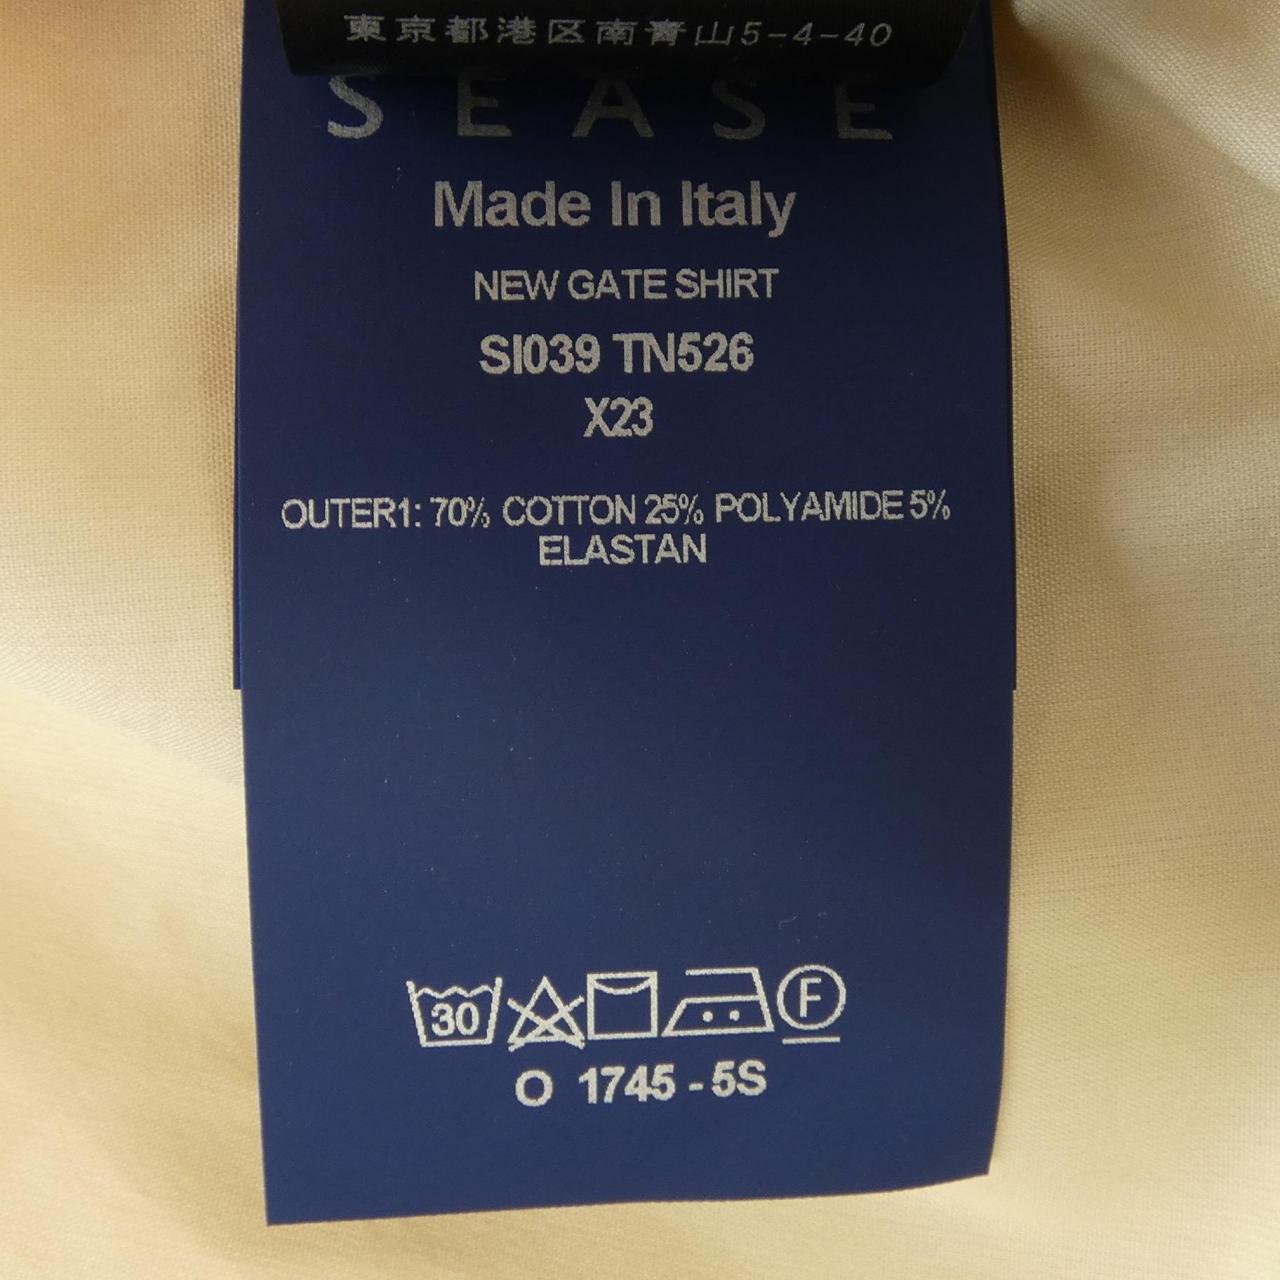 東京都港区南青山5-4-40
SEASE
Made In Italy
NEW GATE SHIRT
SI039 TN526
X23
OUTER1: 70% COTTON 25% POLYAMIDE 5%
ELASTAN
30 F
O 1745 - 5S